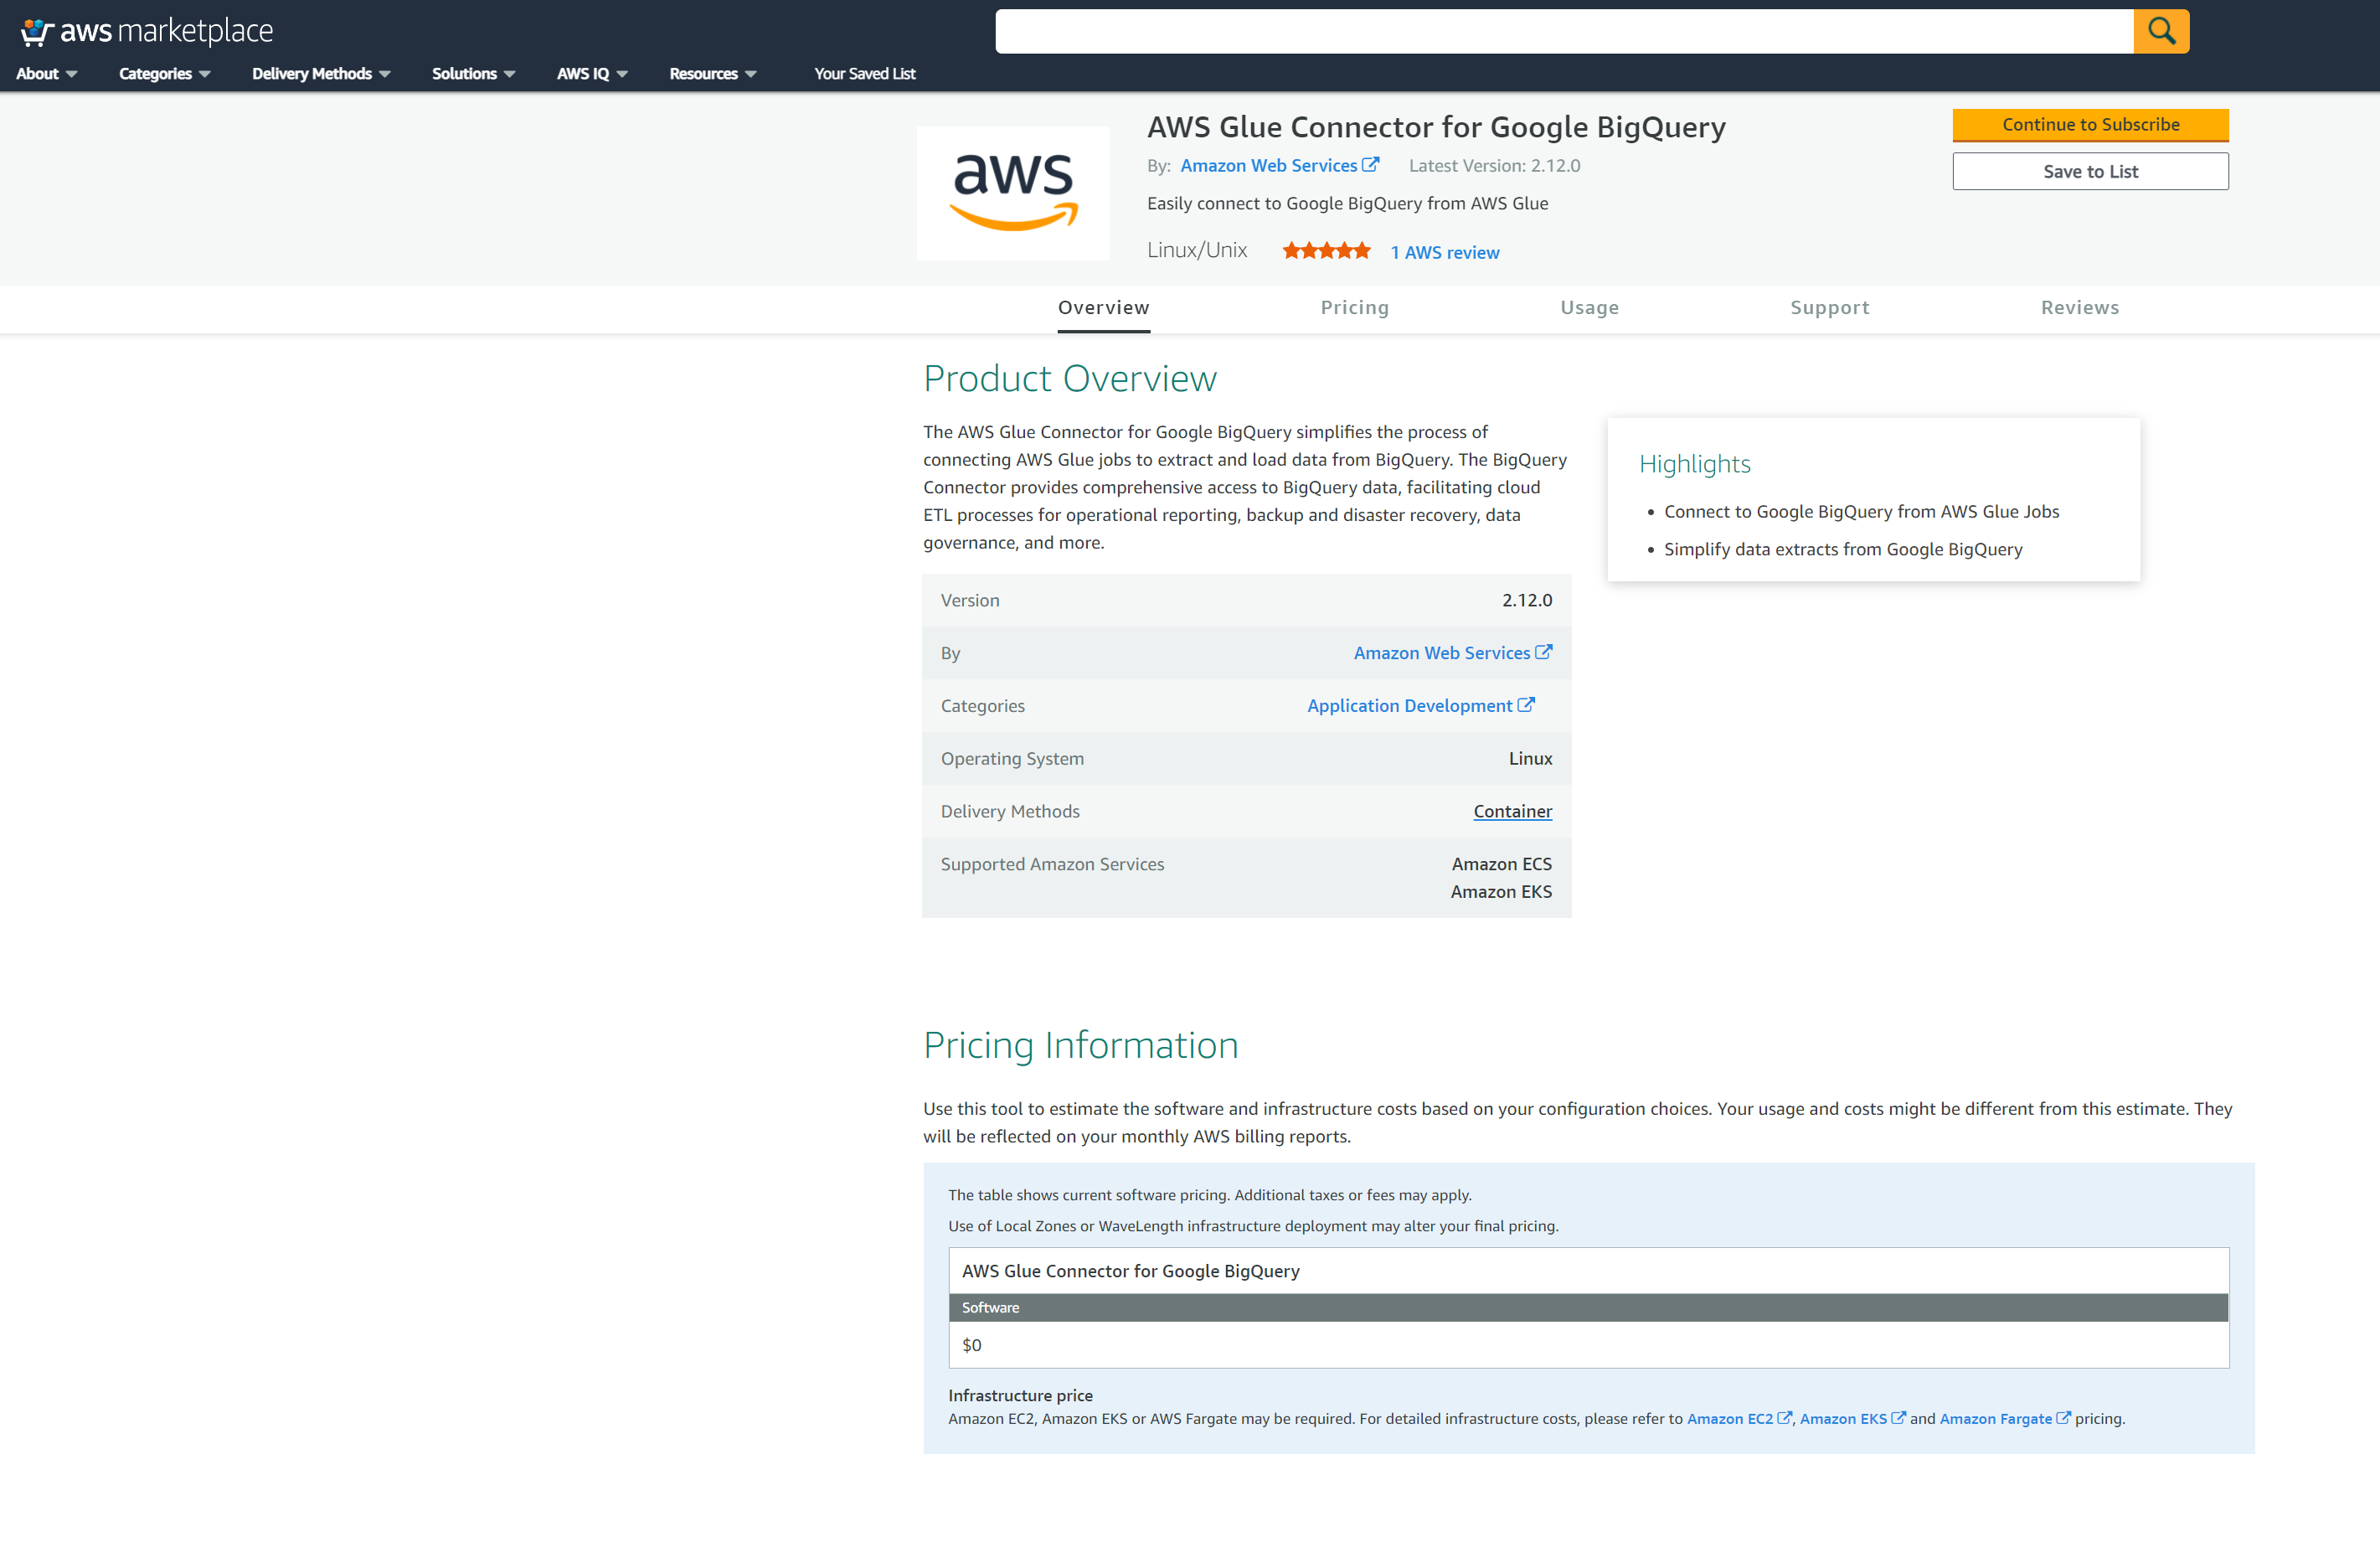 aws marketplace
About Categories Delivery Methods Solutions AWS IQ Resources Your Saved List
aws
AWS Glue Connector for Google BigQuery
By: Amazon Web Services Latest Version: 2.12.0
Easily connect to Google BigQuery from AWS Glue
Linux/Unix 1 AWS review
Continue to Subscribe
Save to List
Overview Pricing Usage Support Reviews
Product Overview
The AWS Glue Connector for Google BigQuery simplifies the process of
connecting AWS Glue jobs to extract and load data from BigQuery. The BigQuery
Connector provides comprehensive access to BigQuery data, facilitating cloud
ETL processes for operational reporting, backup and disaster recovery, data
governance, and more.
Highlights
• Connect to Google BigQuery from AWS Glue Jobs
• Simplify data extracts from Google BigQuery
Version 2.12.0
By Amazon Web Services
Categories Application Development
Operating System Linux
Delivery Methods Container
Supported Amazon Services Amazon ECS
Amazon EKS
Pricing Information
Use this tool to estimate the software and infrastructure costs based on your configuration choices. Your usage and costs might be different from this estimate. They
will be reflected on your monthly AWS billing reports.
The table shows current software pricing. Additional taxes or fees may apply.
Use of Local Zones or WaveLength infrastructure deployment may alter your final pricing.
AWS Glue Connector for Google BigQuery
Software
$0
Infrastructure price
Amazon EC2, Amazon EKS or AWS Fargate may be required. For detailed infrastructure costs, please refer to Amazon EC2, Amazon EKS and Amazon Fargate pricing.